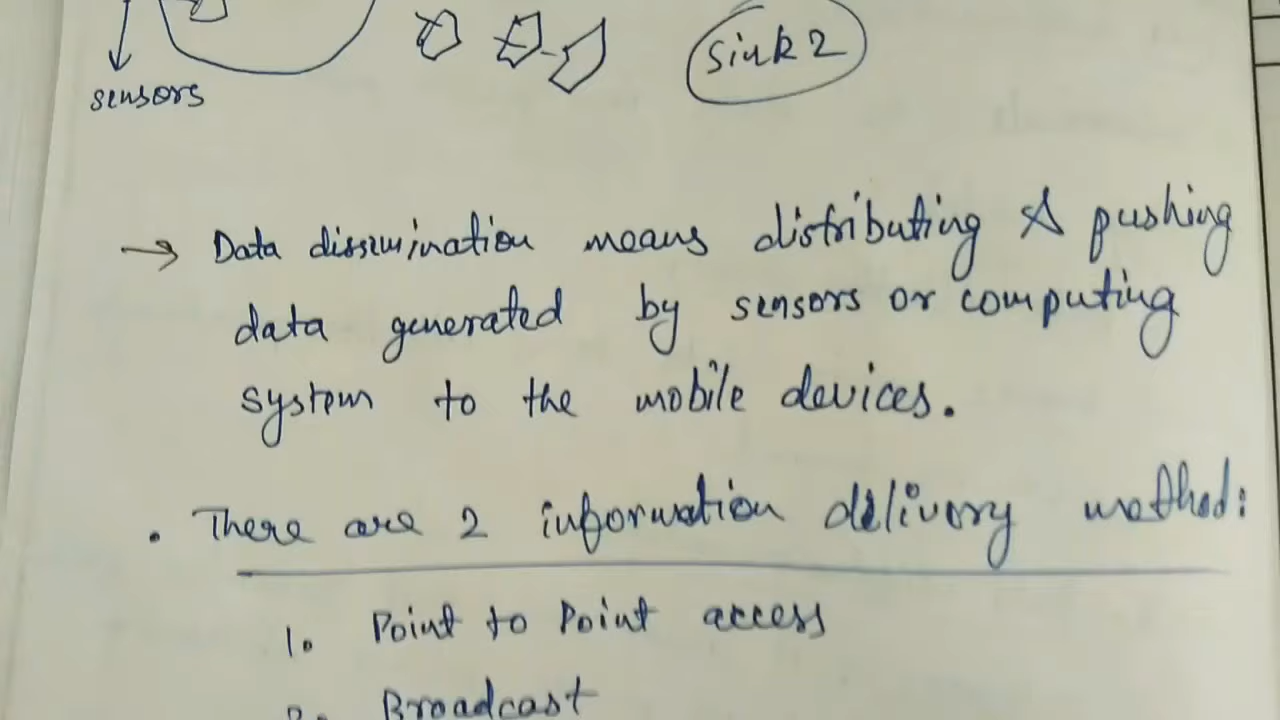 Sink 2
sensors
→ Data dissemination means distributing & pushing
data generated by sensors or computing
system to the mobile devices.
. There are 2 information delivery method:
1. Point to Point access
2. Broadcast